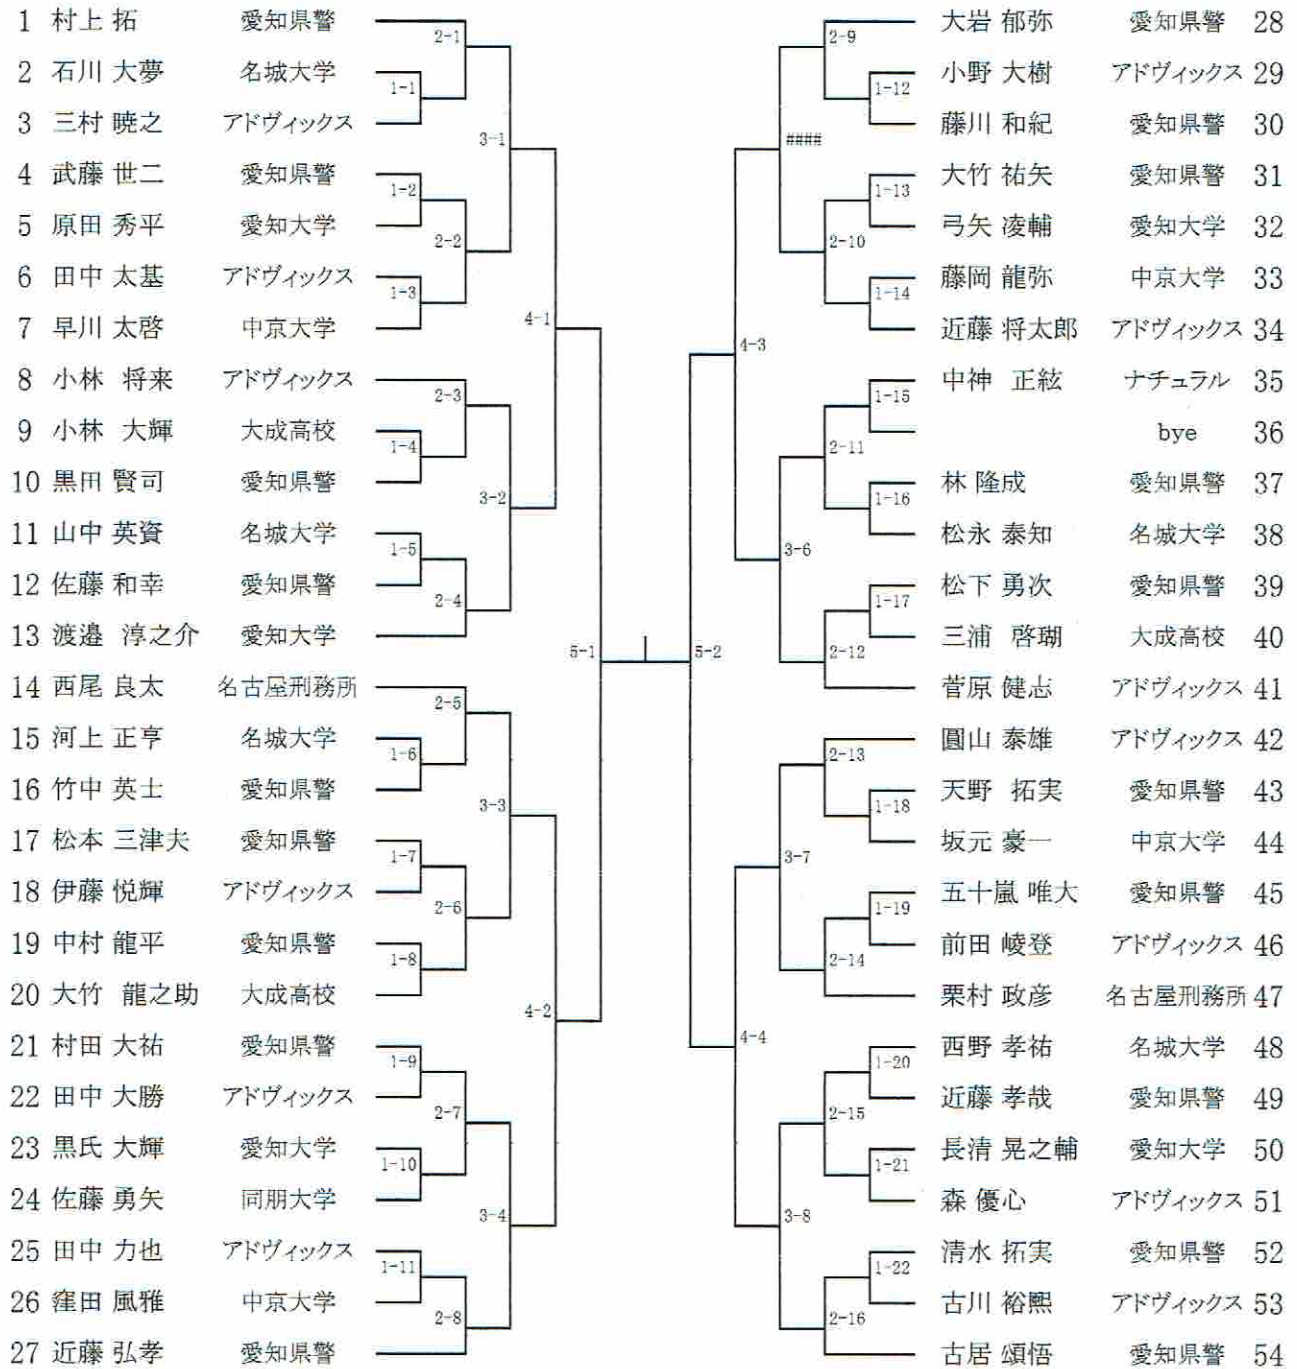 1 村上 拓 愛知県警
2 石川 大夢 名城大学
3 三村 暁之 アドヴィックス
4 武藤 世二 愛知県警
5 原田 秀平 愛知大学
6 田中 太基 アドヴィックス
7 早川 太啓 中京大学
8 小林 将来 アドヴィックス
9 小林 大輝 大成高校
10 黒田 賢司 愛知県警
11 山中 英資 名城大学
12 佐藤 和幸 愛知県警
13 渡邉 淳之介 愛知大学
14 西尾 良太 名古屋刑務所
15 河上 正亨 名城大学
16 竹中 英士 愛知県警
17 松本 三津夫 愛知県警
18 伊藤 悦輝 アドヴィックス
19 中村 龍平 愛知県警
20 大竹 龍之助 大成高校
21 村田 大祐 愛知県警
22 田中 大勝 アドヴィックス
23 黒氏 大輝 愛知大学
24 佐藤 勇矢 同朋大学
25 田中 力也 アドヴィックス
26 窪田 風雅 中京大学
27 近藤 弘孝 愛知県警
2-1
1-1
3-1
1-2
2-2
1-3
4-1
2-3
1-4
3-2
1-5
2-4
5-1
2-5
1-6
3-3
1-7
2-6
1-8
4-2
1-9
2-7
1-10
3-4
1-11
2-8
2-9
1-12
####
1-13
2-10
1-14
4-3
1-15
2-11
1-16
3-6
1-17
2-12
5-2
2-13
1-18
3-7
1-19
2-14
4-4
1-20
2-15
1-21
3-8
1-22
2-16
大岩 郁弥 愛知県警 28
小野 大樹 アドヴィックス 29
藤川 和紀 愛知県警 30
大竹 祐矢 愛知県警 31
弓矢 凌輔 愛知大学 32
藤岡 龍弥 中京大学 33
近藤 将太郎 アドヴィックス 34
中神 正紘 ナチュラル 35
bye 36
林 隆成 愛知県警 37
松永 泰知 名城大学 38
松下 勇次 愛知県警 39
三浦 啓瑚 大成高校 40
菅原 健志 アドヴィックス 41
圓山 泰雄 アドヴィックス 42
天野 拓実 愛知県警 43
坂元 豪一 中京大学 44
五十嵐 唯大 愛知県警 45
前田 崚登 アドヴィックス 46
栗村 政彦 名古屋刑務所 47
西野 孝祐 名城大学 48
近藤 孝哉 愛知県警 49
長清 晃之輔 愛知大学 50
森 優心 アドヴィックス 51
清水 拓実 愛知県警 52
古川 裕熙 アドヴィックス 53
古居 頌悟 愛知県警 54